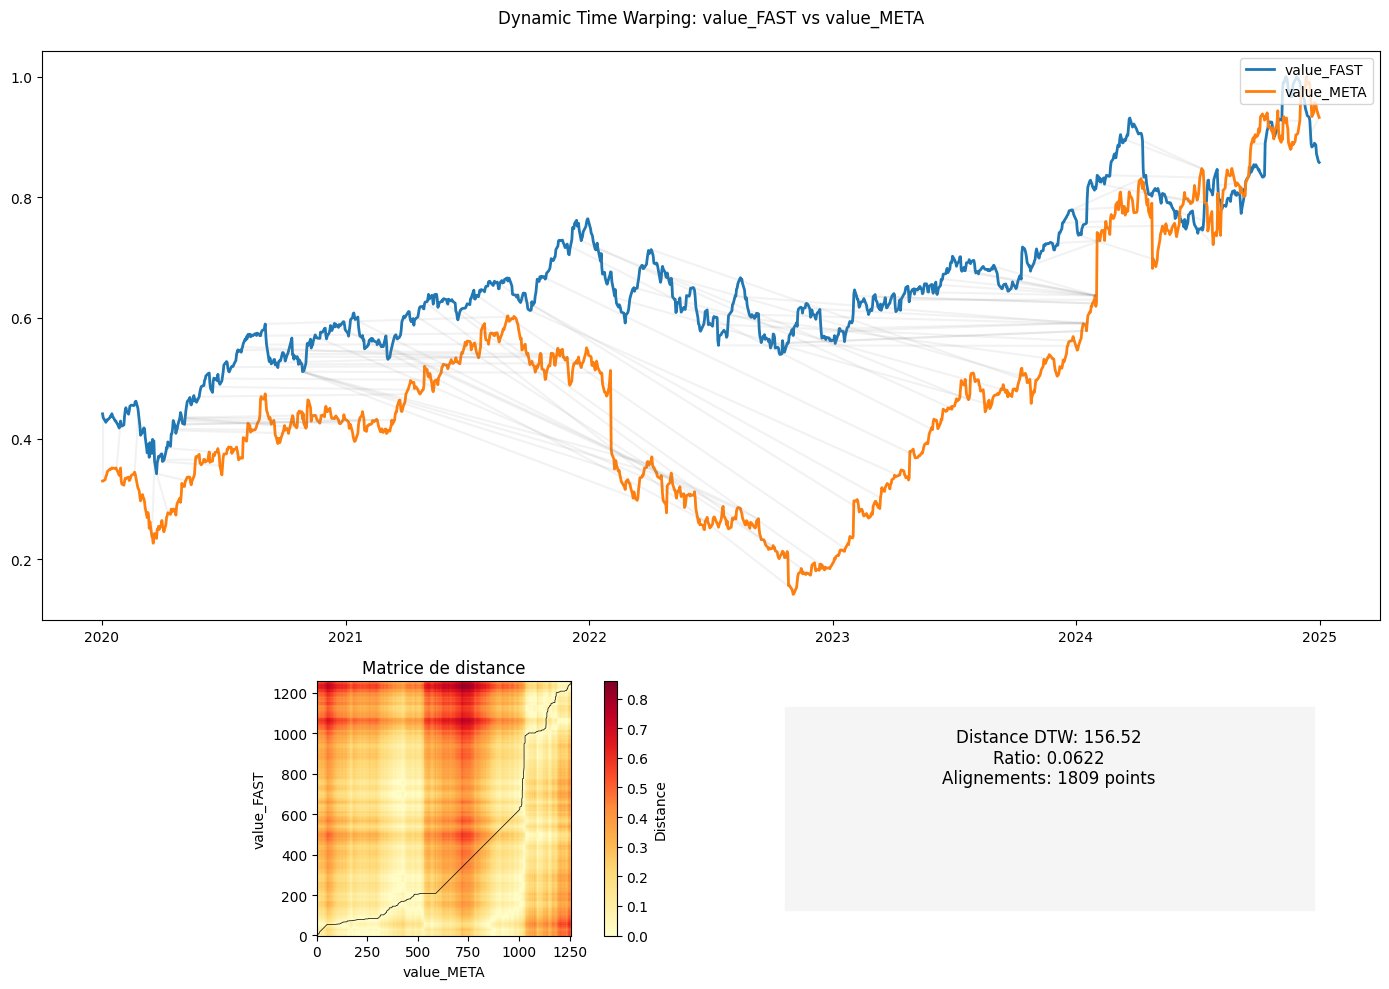 Dynamic Time Warping: value_FAST vs value_META
1.0
0.8
0.6
0.4
0.2
value_FAST
value_META
2020 2021 2022 2023 2024 2025
Matrice de distance
1200
1000
800
600
400
200
0
value_FAST
0 250 500 750 1000 1250
value_META
0.8
0.7
0.6
0.5
0.4
0.3
0.2
0.1
0.0
Distance
Distance DTW: 156.52
Ratio: 0.0622
Alignements: 1809 points